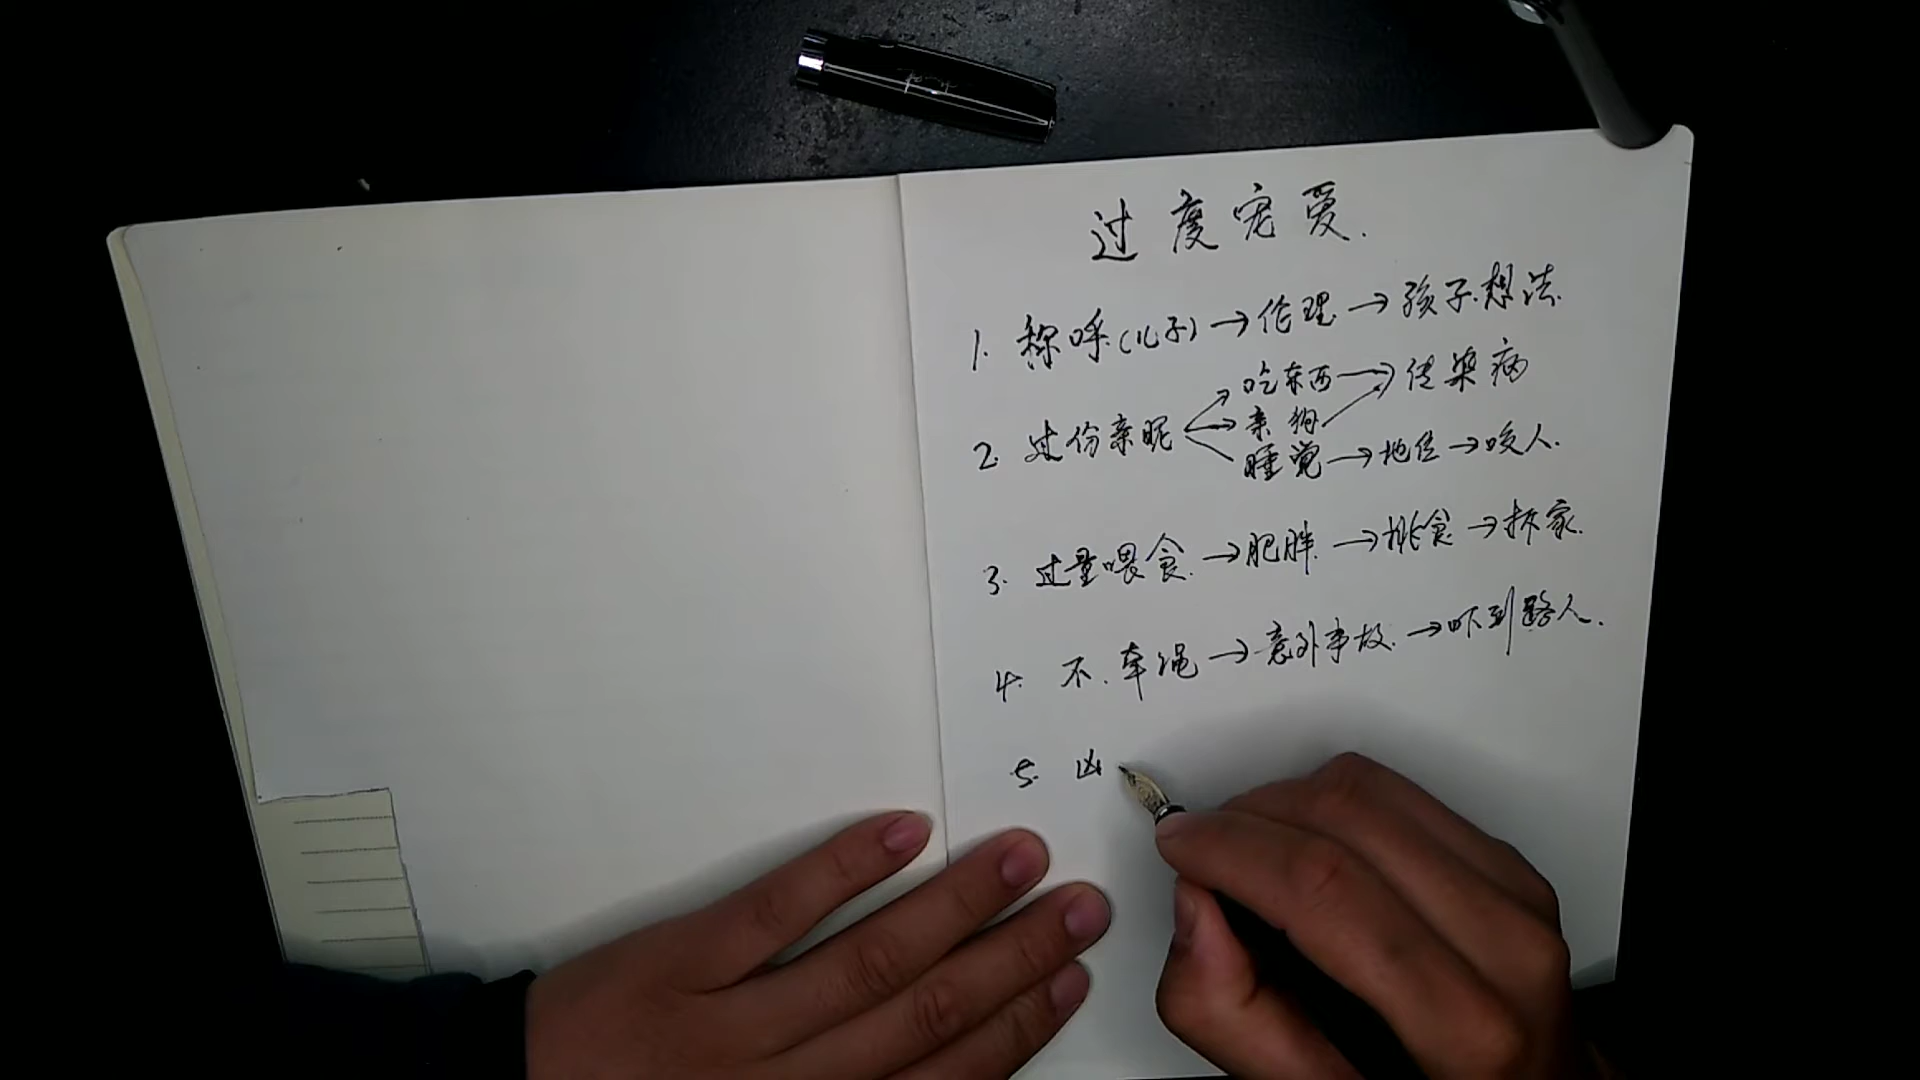 过度宠爱.
1. 称呼(儿子)→伦理→孩子.想法.
2. 过份亲昵
吃东西→传染病
亲狗
睡觉→地位→咬人.
3. 过量喂食.→肥胖.→挑食→拆家.
4. 不.牵绳→意外事故.→吓到路人.
5. 凶